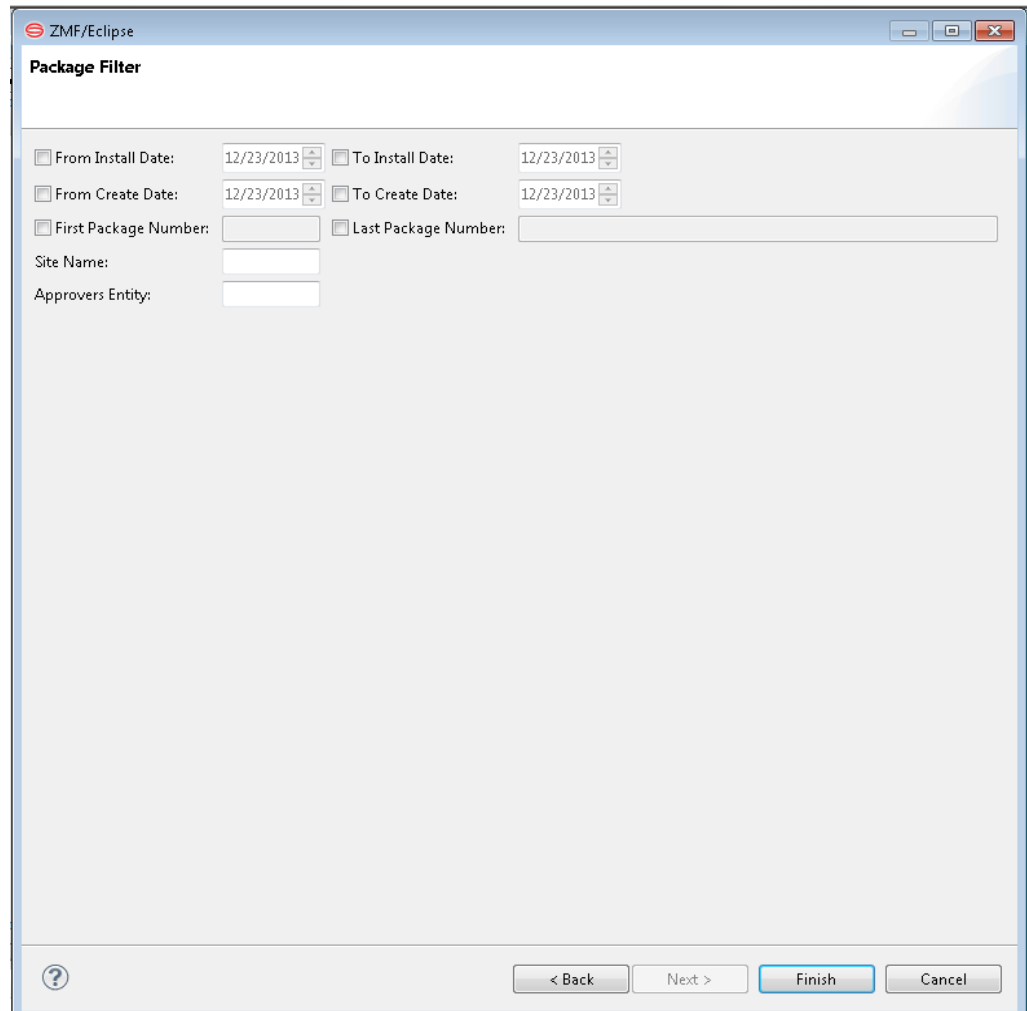 ZMF/Eclipse
Package Filter
From Install Date: 12/23/2013 To Install Date: 12/23/2013
From Create Date: 12/23/2013 To Create Date: 12/23/2013
First Package Number: Last Package Number:
Site Name:
Approvers Entity:
? < Back Next > Finish Cancel